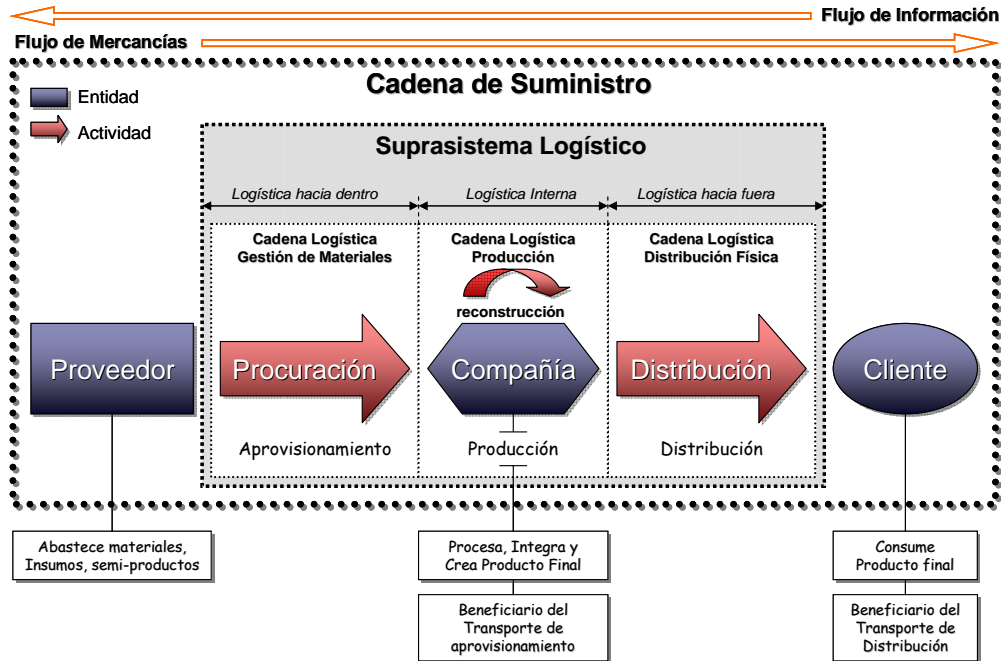 Flujo de Información
Flujo de Mercancías
Cadena de Suministro
Entidad
Actividad
Suprasistema Logístico
Logística hacia dentro
Logística Interna
Logística hacia fuera
Cadena Logística
Gestión de Materiales
Cadena Logística
Producción
Cadena Logística
Distribución Física
reconstrucción
Proveedor
Procuración
Compañía
Distribución
Cliente
Aprovisionamiento
Producción
Distribución
Abastece materiales,
Insumos, semi-productos
Procesa, Integra y
Crea Producto Final
Consume
Producto final
Beneficiario del
Transporte de
aprovisionamiento
Beneficiario del
Transporte de
Distribución